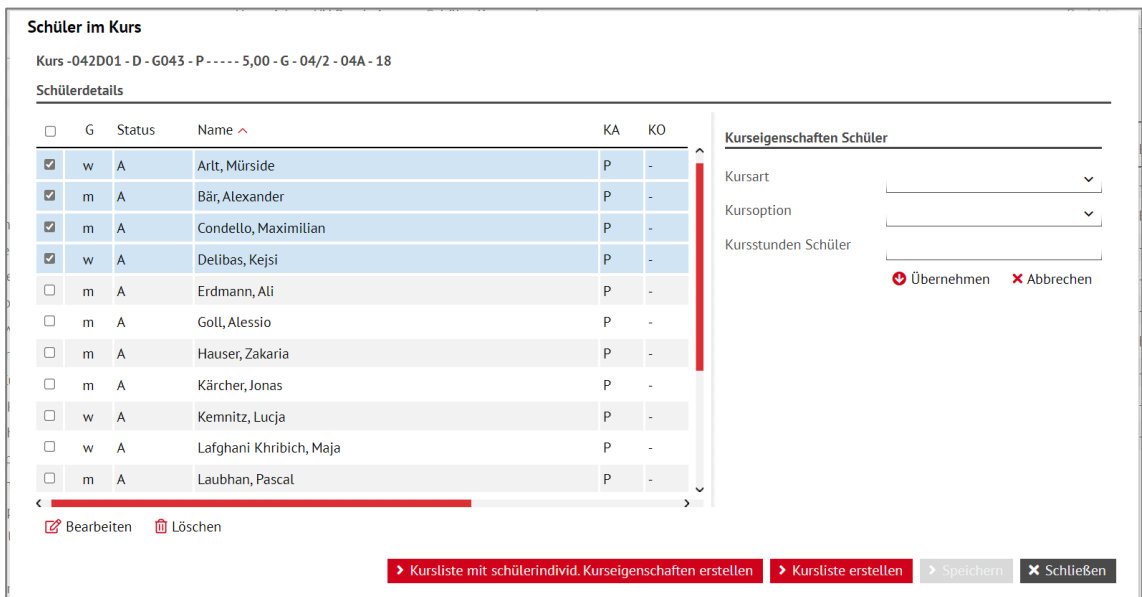 Schüler im Kurs
Kurs -042D01 - D - G043 - P - - - - - 5,00 - G - 04/2 - 04A - 18
Schülerdetails
G Status Name KA KO
w A Arlt, Mürside P -
m A Bär, Alexander P -
m A Condello, Maximilian P -
w A Delibas, Kejsi P -
m A Erdmann, Ali P -
m A Goll, Alessio P -
m A Hauser, Zakaria P -
m A Kärcher, Jonas P -
w A Kemnitz, Lucja P -
w A Lafghani Khribich, Maja P -
m A Laubhan, Pascal P -
Bearbeiten Löschen
Kurseigenschaften Schüler
Kursart
Kursoption
Kursstunden Schüler
Übernehmen Abbrechen
Kursliste mit schülerindivid. Kurseigenschaften erstellen Kursliste erstellen Speichern Schließen